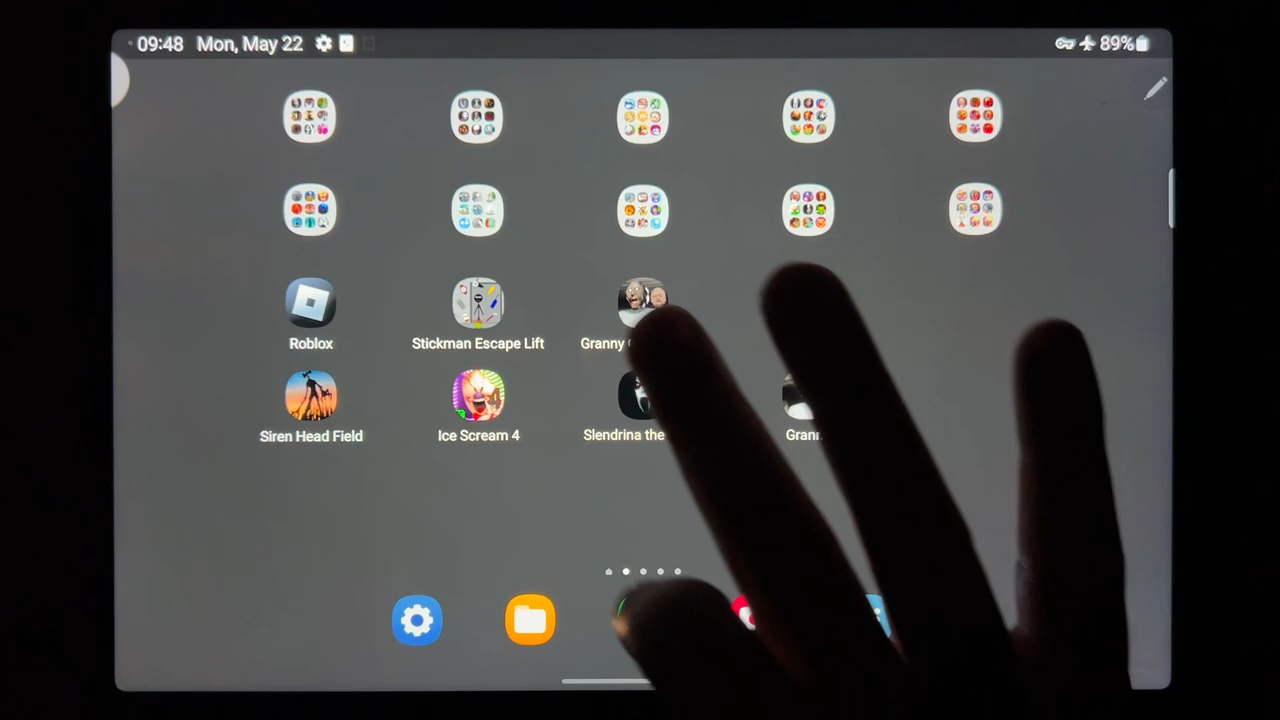 09:48 Mon, May 22
89%
Roblox
Stickman Escape Lift
Granny
Siren Head Field
Ice Scream 4
Slendrina the